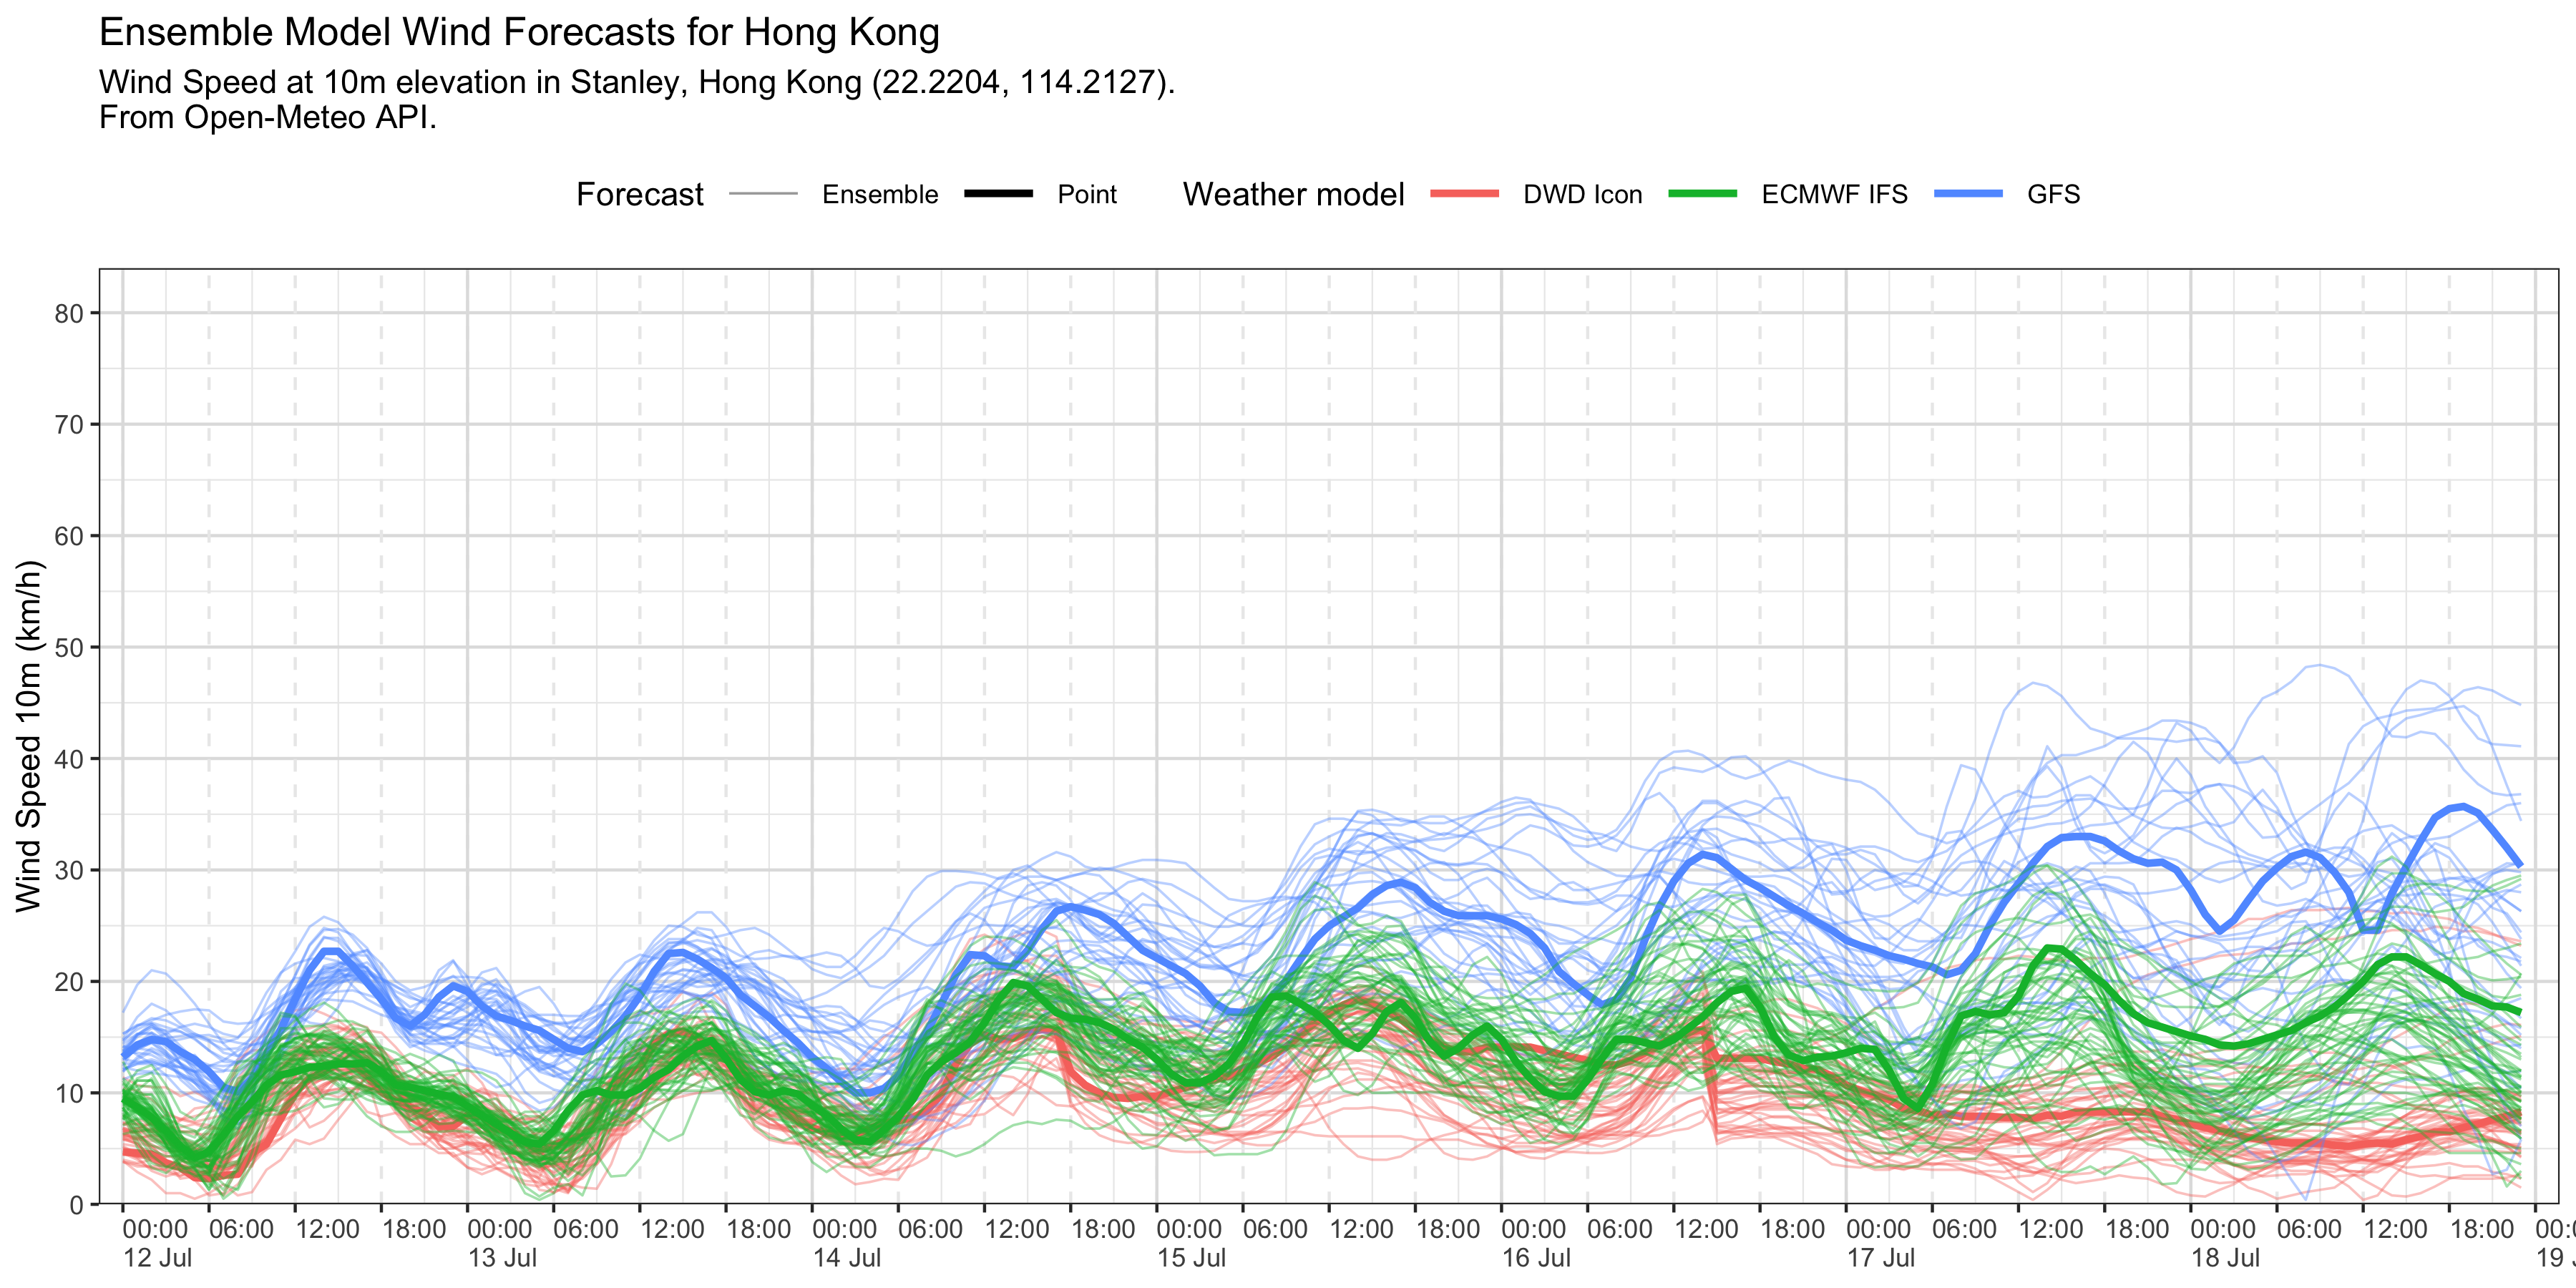 Ensemble Model Wind Forecasts for Hong Kong
Wind Speed at 10m elevation in Stanley, Hong Kong (22.2204, 114.2127).
From Open-Meteo API.
Forecast Ensemble Point Weather model DWD Icon ECMWF IFS GFS
Wind Speed 10m (km/h)
80
70
60
50
40
30
20
10
0
00:00 06:00 12:00 18:00 00:00 06:00 12:00 18:00 00:00 06:00 12:00 18:00 00:00 06:00 12:00 18:00 00:00 06:00 12:00 18:00 00:00 06:00 12:00 18:00 00:00 06:00 12:00 18:00
12 Jul 13 Jul 14 Jul 15 Jul 16 Jul 17 Jul 18 Jul 19